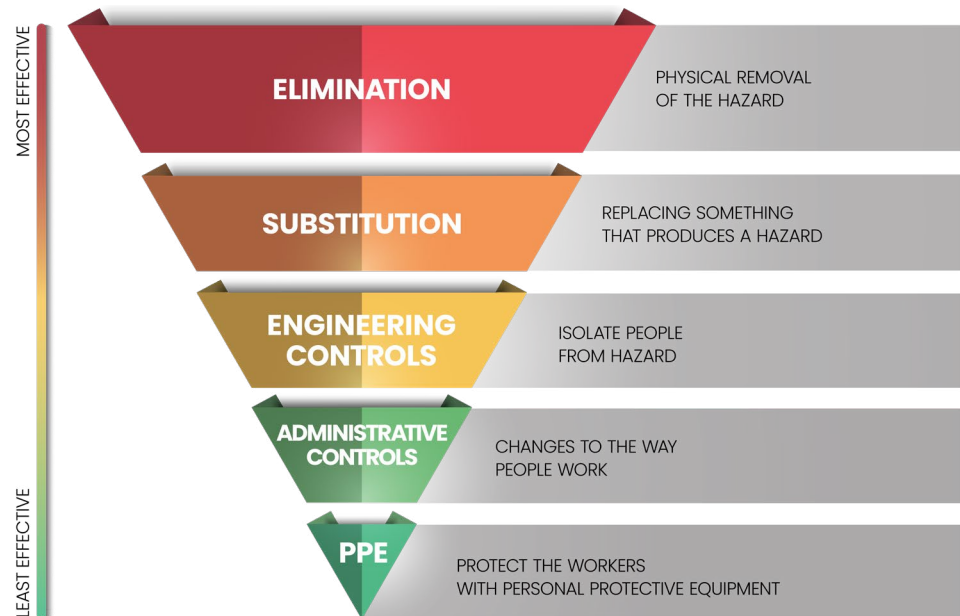 MOST EFFECTIVE
ELIMINATION
PHYSICAL REMOVAL
OF THE HAZARD
SUBSTITUTION
REPLACING SOMETHING
THAT PRODUCES A HAZARD
ENGINEERING
CONTROLS
ISOLATE PEOPLE
FROM HAZARD
ADMINISTRATIVE
CONTROLS
CHANGES TO THE WAY
PEOPLE WORK
LEAST EFFECTIVE
PPE
PROTECT THE WORKERS
WITH PERSONAL PROTECTIVE EQUIPMENT